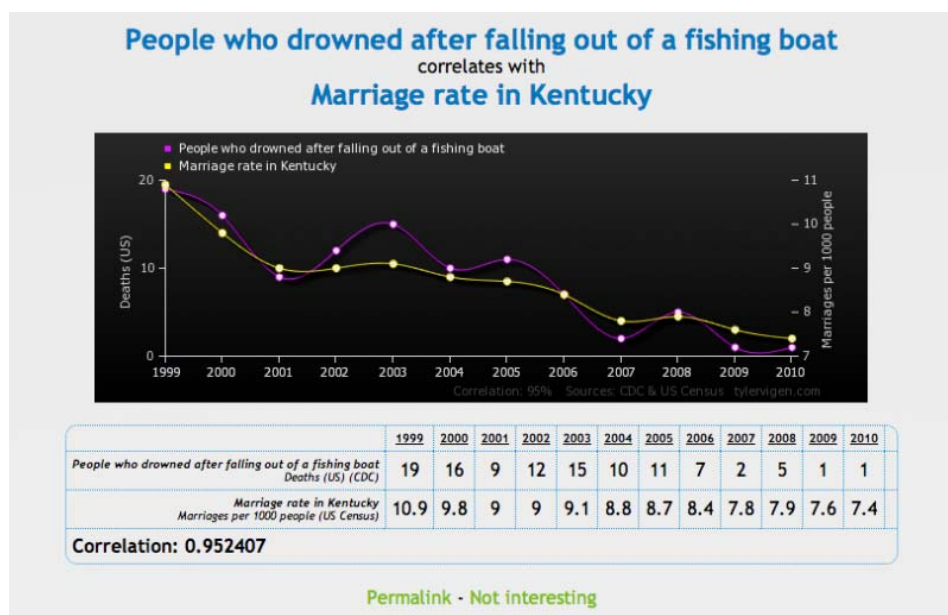 People who drowned after falling out of a fishing boat
correlates with
Marriage rate in Kentucky
People who drowned after falling out of a fishing boat
Marriage rate in Kentucky
20
10
0
Deaths (US)
11
10
9
8
7
Marriages per 1000 people
1999 2000 2001 2002 2003 2004 2005 2006 2007 2008 2009 2010
Correlation: 95% Sources: CDC & US Census tylervigen.com
1999 2000 2001 2002 2003 2004 2005 2006 2007 2008 2009 2010
People who drowned after falling out of a fishing boat
Deaths (US) (CDC)
19 16 9 12 15 10 11 7 2 5 1 1
Marriage rate in Kentucky
Marriages per 1000 people (US Census)
10.9 9.8 9 9 9.1 8.8 8.7 8.4 7.8 7.9 7.6 7.4
Correlation: 0.952407
Permalink - Not interesting